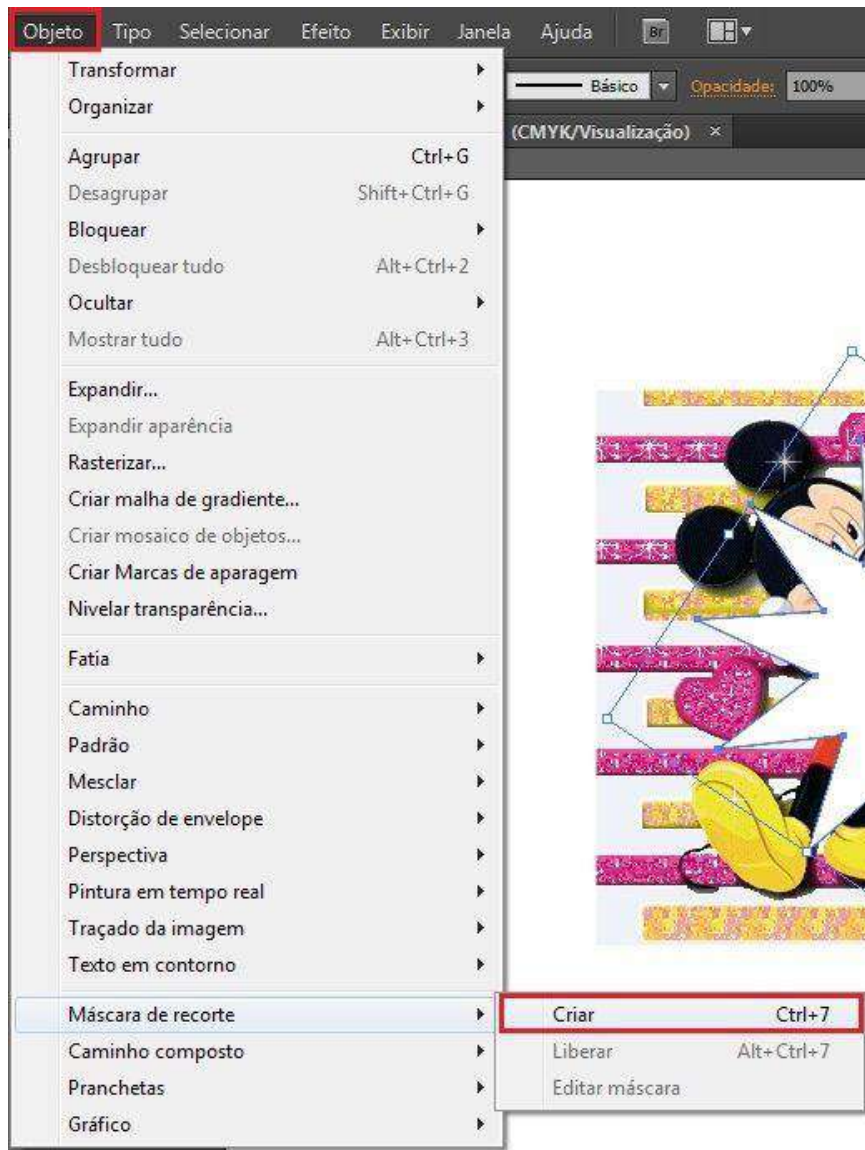 Objeto Tipo Selecionar Efeito Exibir Janela Ajuda Br
Básico Opacidade: 100%
(CMYK/Visualização) ×
Transformar
Organizar
Agrupar Ctrl+G
Desagrupar Shift+Ctrl+G
Bloquear
Desbloquear tudo Alt+Ctrl+2
Ocultar
Mostrar tudo Alt+Ctrl+3
Expandir...
Expandir aparência
Rasterizar...
Criar malha de gradiente...
Criar mosaico de objetos...
Criar Marcas de aparagem
Nivelar transparência...
Fatia
Caminho
Padrão
Mesclar
Distorção de envelope
Perspectiva
Pintura em tempo real
Traçado da imagem
Texto em contorno
Máscara de recorte
Criar Ctrl+7
Caminho composto
Liberar Alt+Ctrl+7
Pranchetas
Editar máscara
Gráfico